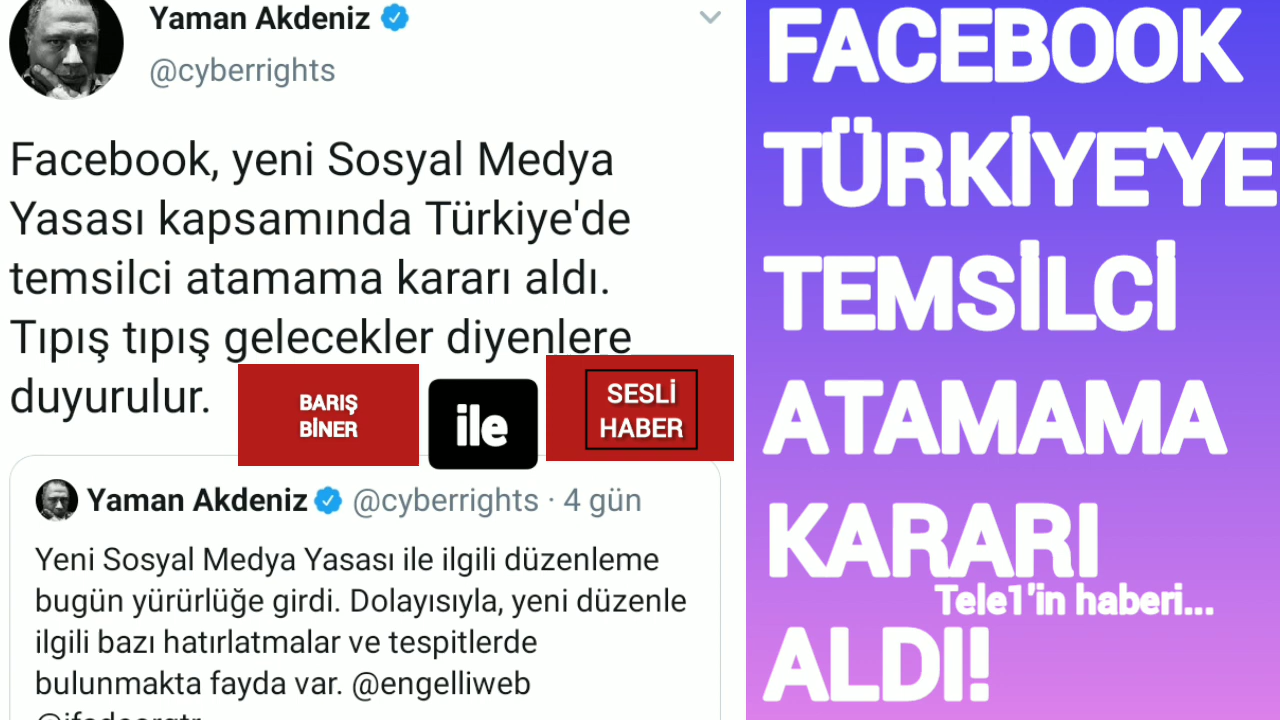 Yaman Akdeniz
@cyberrights
Facebook, yeni Sosyal Medya
Yasası kapsamında Türkiye'de
temsilci atamama kararı aldı.
Tıpış tıpış gelecekler diyenlere
duyurulur.
BARIŞ
BİNER
ile
SESLİ
HABER
Yaman Akdeniz @cyberrights · 4 gün
Yeni Sosyal Medya Yasası ile ilgili düzenleme
bugün yürürlüğe girdi. Dolayısıyla, yeni düzenle
ilgili bazı hatırlatmalar ve tespitlerde
bulunmakta fayda var. @engelliweb
FACEBOOK
TÜRKİYE'YE
TEMSİLCİ
ATAMAMA
KARARI
Tele1'in haberi...
ALDI!